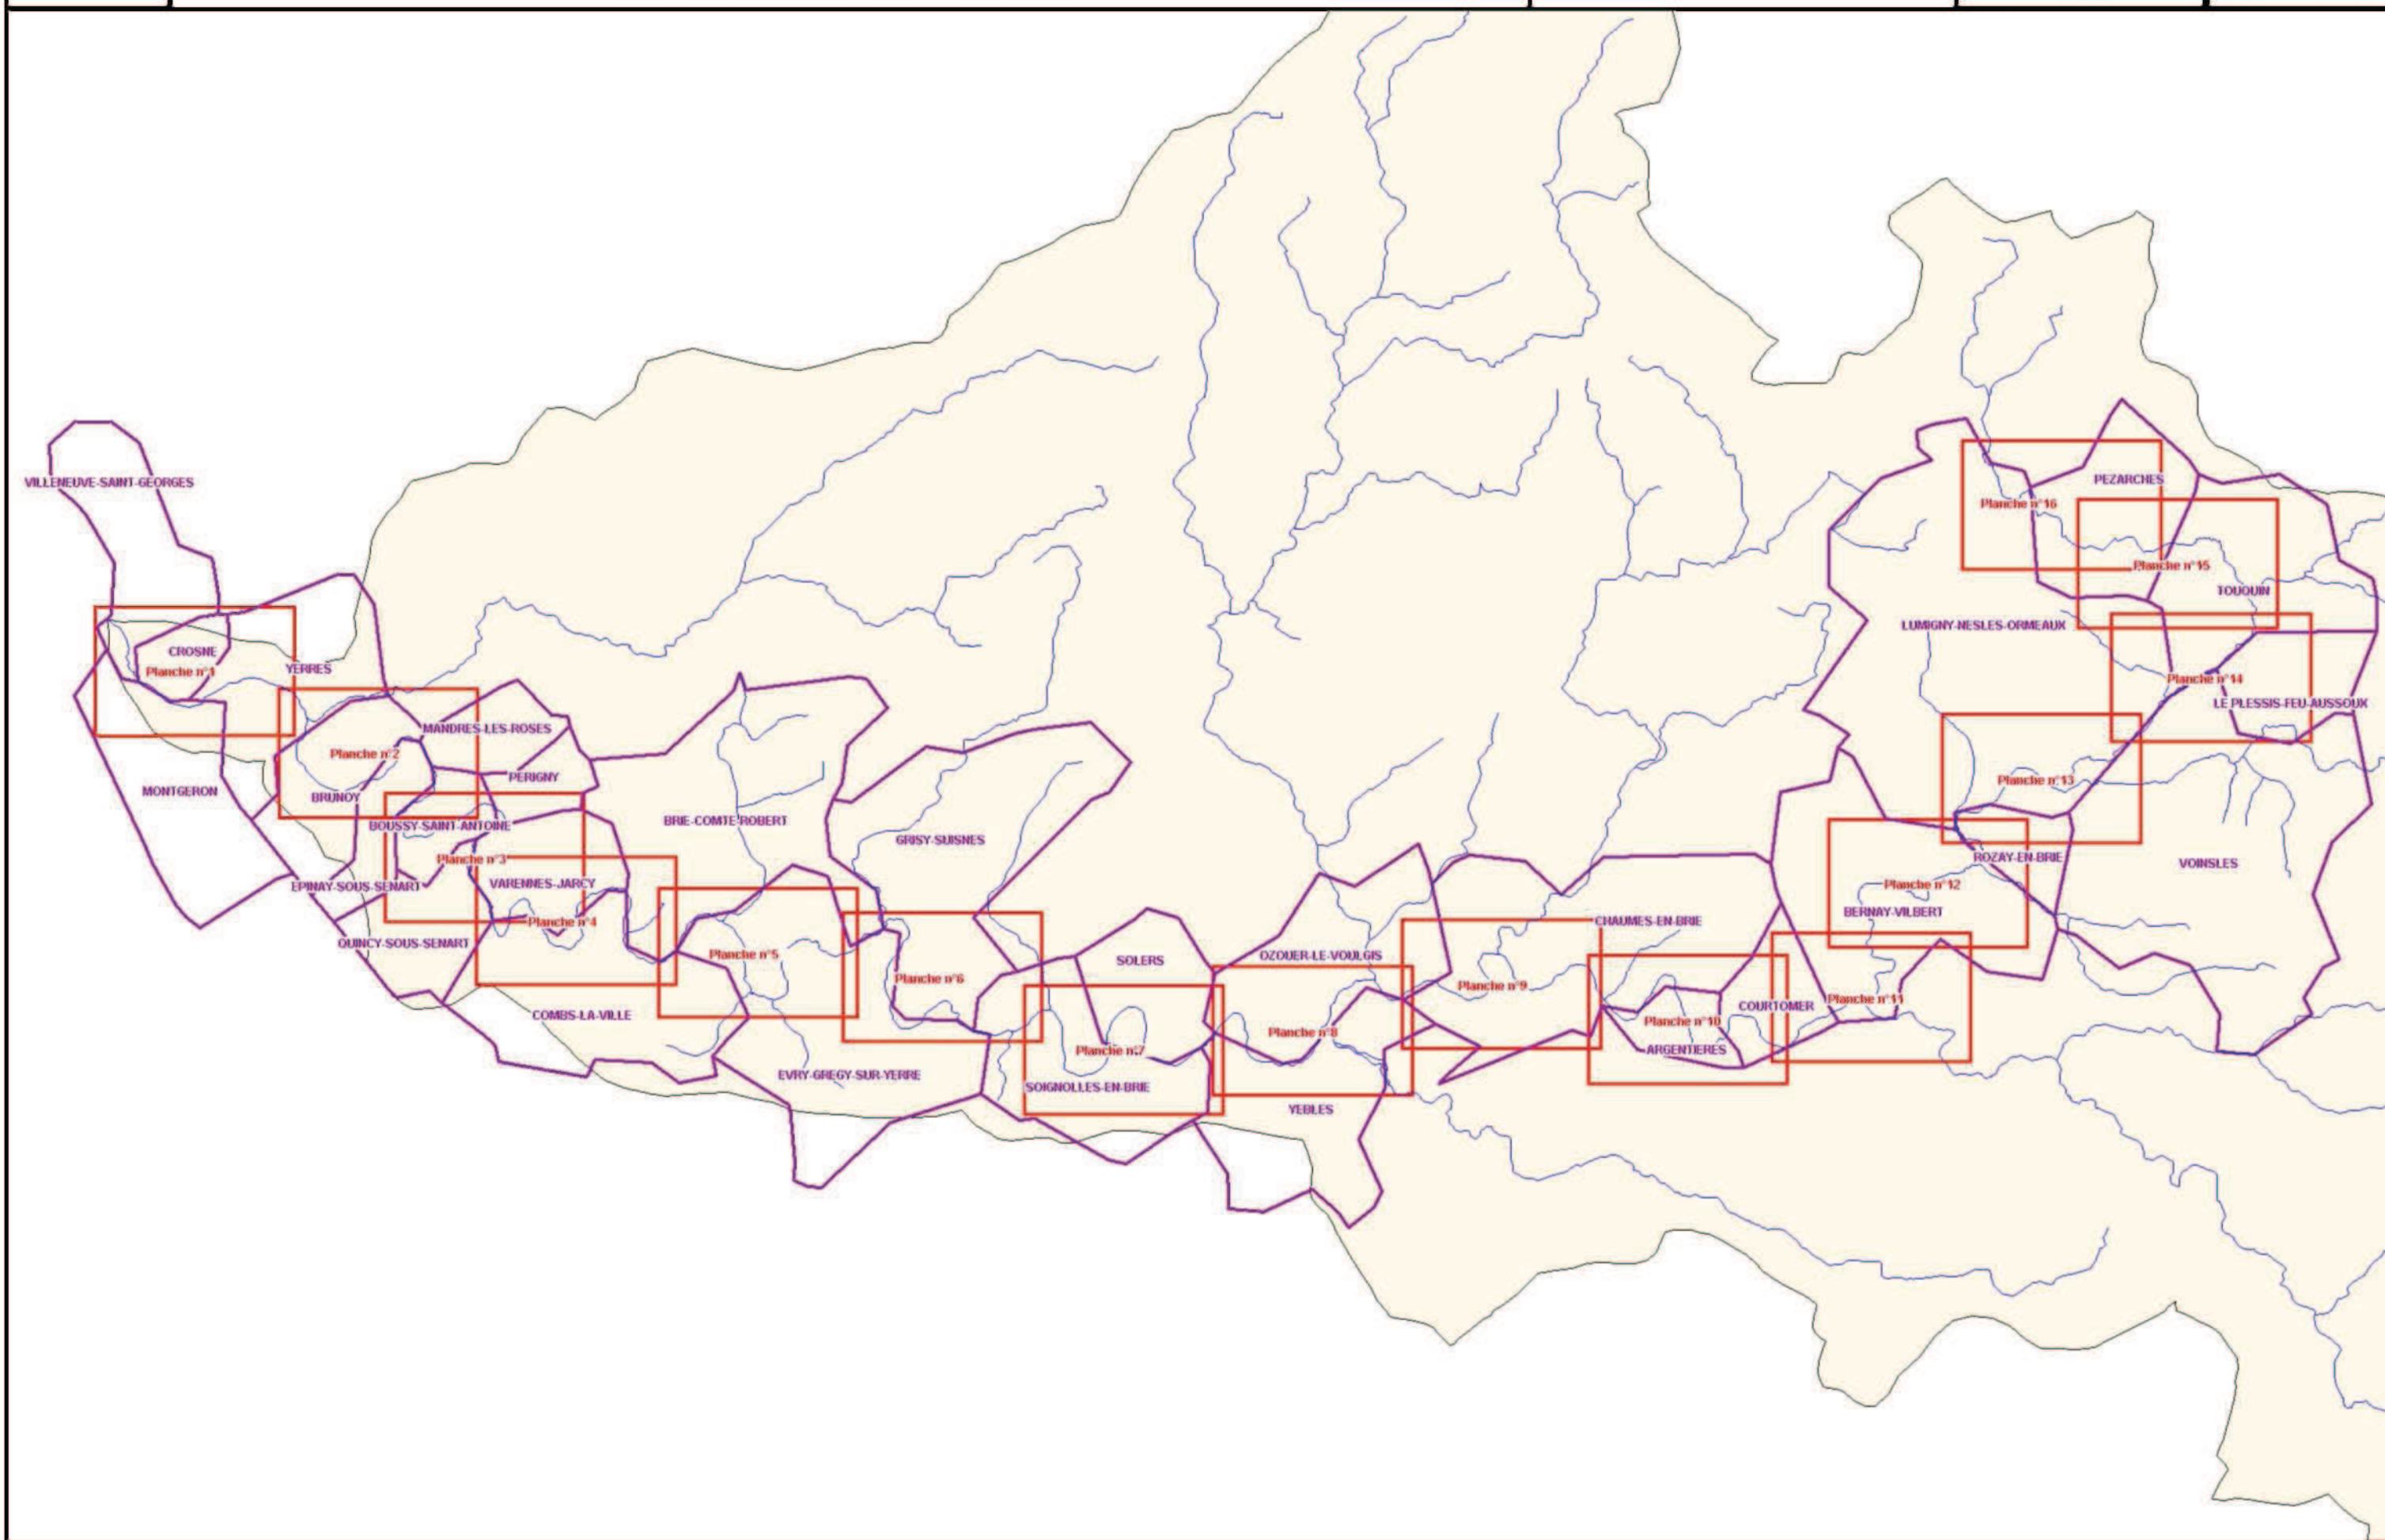 VILLENEUVE-SAINT-GEORGES
CROSNE
Planche n°1
YERRES
MONTGERON
MANDRES-LES-ROSES
Planche n°2
PERIGNY
BRUNOY
BOUSSY-SAINT-ANTOINE
Planche n°3
EPINAY-SOUS-SENART
VARENNES-JARCY
Planche n°4
QUINCY-SOUS-SENART
COMBS-LA-VILLE
BRIE-COMTE-ROBERT
Planche n°5
GRISY-SUISNES
Planche n°6
EVRY-GREGY-SUR-YERRE
SOLERS
Planche n°7
SOIGNOLLES-EN-BRIE
OZOUER-LE-VOULGIS
Planche n°8
YEBLES
Planche n°9
CHAUMES-EN-BRIE
Planche n°10
ARGENTIERES
COURTOMER
Planche n°11
BERNAY-VILBERT
Planche n°12
ROZAY-EN-BRIE
VOINSLES
Planche n°13
LE PLESSIS-FEU-AUSSOUX
Planche n°14
LUMIGNY-NESLES-ORMEAUX
TOUQUIN
Planche n°15
Planche n°16
PEZARCHES